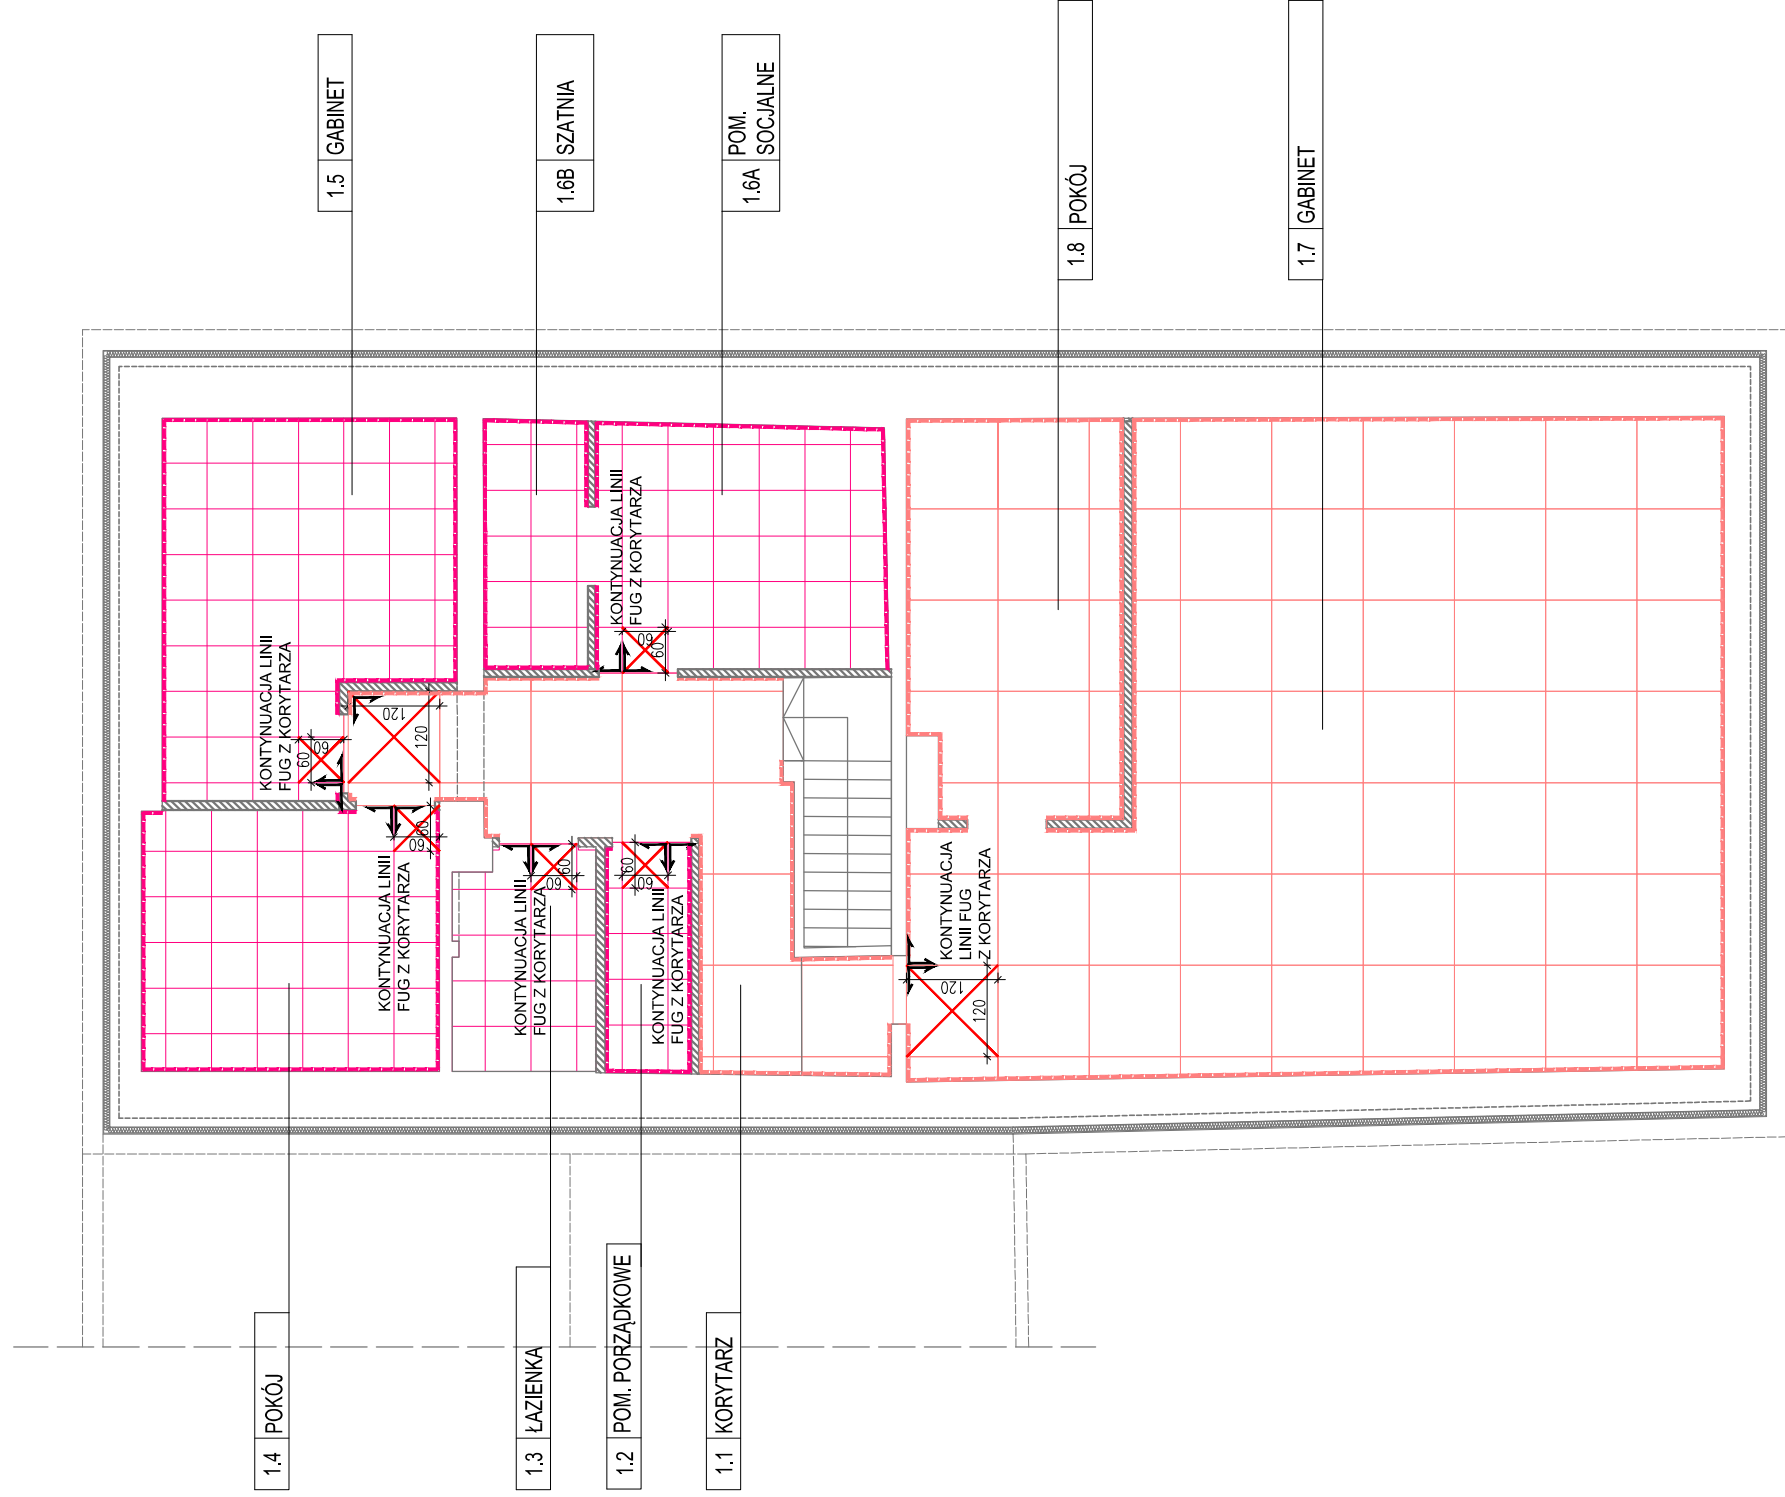 1.5 GABINET
1.6B SZATNIA
1.6A POM.
SOCJALNE
1.8 POKÓJ
1.7 GABINET
KONTYNUACJA LINII
FUG Z KORYTARZA
60
60
120
120
KONTYNUACJA LINII
FUG Z KORYTARZA
60
60
KONTYNUACJA LINII
FUG Z KORYTARZA
60
60
KONTYNUACJA LINII
FUG Z KORYTARZA
60
60
KONTYNUACJA LINII
FUG Z KORYTARZA
60
60
KONTYNUACJA
LINII FUG
Z KORYTARZA
120
120
1.4 POKÓJ
1.3 ŁAZIENKA
1.2 POM. PORZĄDKOWE
1.1 KORYTARZ